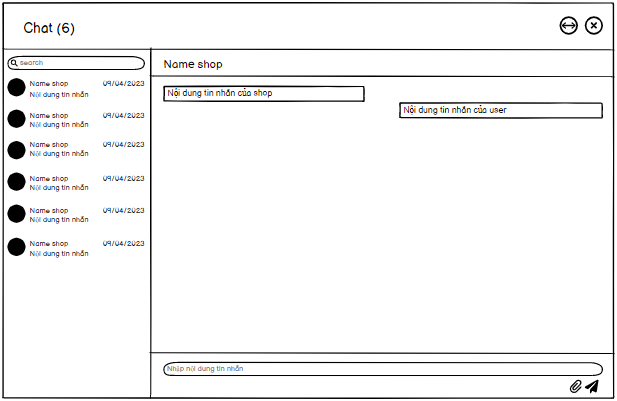 Chat (6)
search
Name shop 09/04/2023
Nội dung tin nhắn
Name shop 09/04/2023
Nội dung tin nhắn
Name shop 09/04/2023
Nội dung tin nhắn
Name shop 09/04/2023
Nội dung tin nhắn
Name shop 09/04/2023
Nội dung tin nhắn
Name shop 09/04/2023
Nội dung tin nhắn
Name shop
Nội dung tin nhắn của shop
Nội dung tin nhắn của user
Nhập nội dung tin nhắn